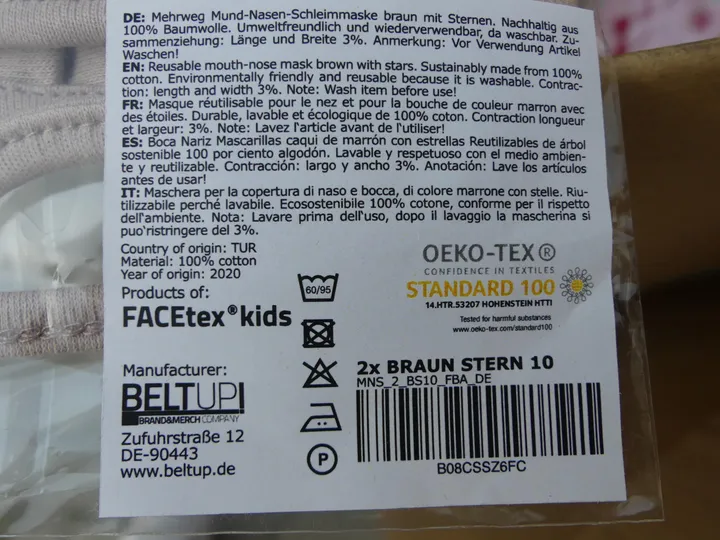 DE: Mehrweg Mund-Nasen-Schleimmaske braun mit Sternen. Nachhaltig aus
100% Baumwolle. Umweltfreundlich und wiederverwendbar, da waschbar. Zu-
sammenziehung: Länge und Breite 3%. Anmerkung: Vor Verwendung Artikel
Waschen!
EN: Reusable mouth-nose mask brown with stars. Sustainably made from 100%
cotton. Environmentally friendly and reusable because it is washable. Contrac-
tion: length and width 3%. Note: Wash item before use!
FR: Masque réutilisable pour le nez et pour la bouche de couleur marron avec
des étoiles. Durable, lavable et écologique de 100% coton. Contraction longueur
et largeur: 3%. Note: Lavez l'article avant de l'utiliser!
ES: Boca Nariz Mascarillas caqui de marrón con estrellas Reutilizables de árbol
sostenible 100 por ciento algodón. Lavable y respetuoso con el medio ambien-
te y reutilizable. Contracción: largo y ancho 3%. Anotación: Lave los artículos
antes de usar!
IT: Maschera per la copertura di naso e bocca, di colore marrone con stelle. Riu-
tilizzabile perché lavabile. Ecosostenibile 100% cotone, conforme per il rispetto
dell'ambiente. Nota: Lavare prima dell'uso, dopo il lavaggio la mascherina si
puo'ristringere del 3%.
Country of origin: TUR
Material: 100% cotton
Year of origin: 2020
Products of:
FACEtex®kids
Manufacturer:
BELTUP!
BRAND&MERCH COMPANY
Zufuhrstraße 12
DE-90443
www.beltup.de
60/95
P
OEKO-TEX®
CONFIDENCE IN TEXTILES
STANDARD 100
14.HTR.53207 HOHENSTEIN HTTI
Tested for harmful substances
www.oeko-tex.com/standard100
2x BRAUN STERN 10
MNS_2_BS10_FBA_DE
B08CSSZ6FC